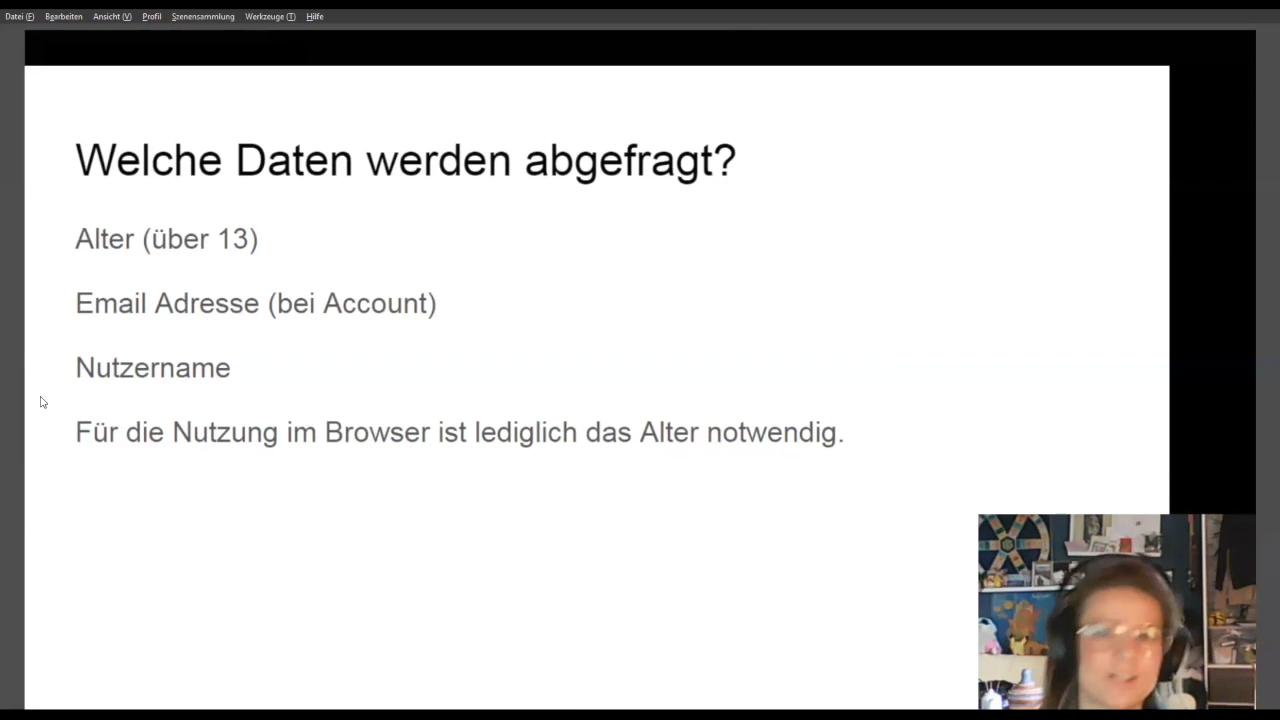 Datei (F) Bearbeiten Ansicht (V) Profil Szenensammlung Werkzeuge (T) Hilfe
Welche Daten werden abgefragt?
Alter (über 13)
Email Adresse (bei Account)
Nutzername
Für die Nutzung im Browser ist lediglich das Alter notwendig.